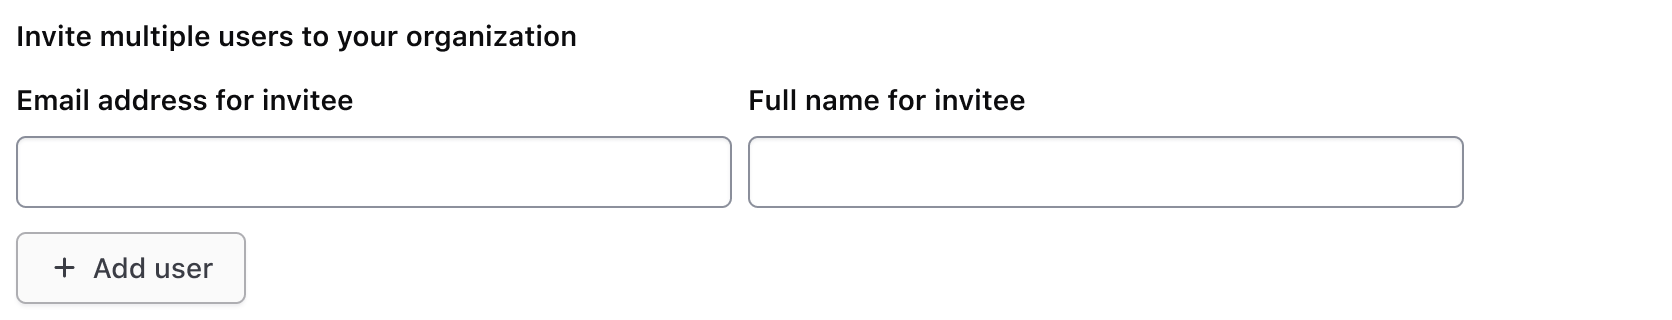 Invite multiple users to your organization
Email address for invitee
Full name for invitee
+ Add user